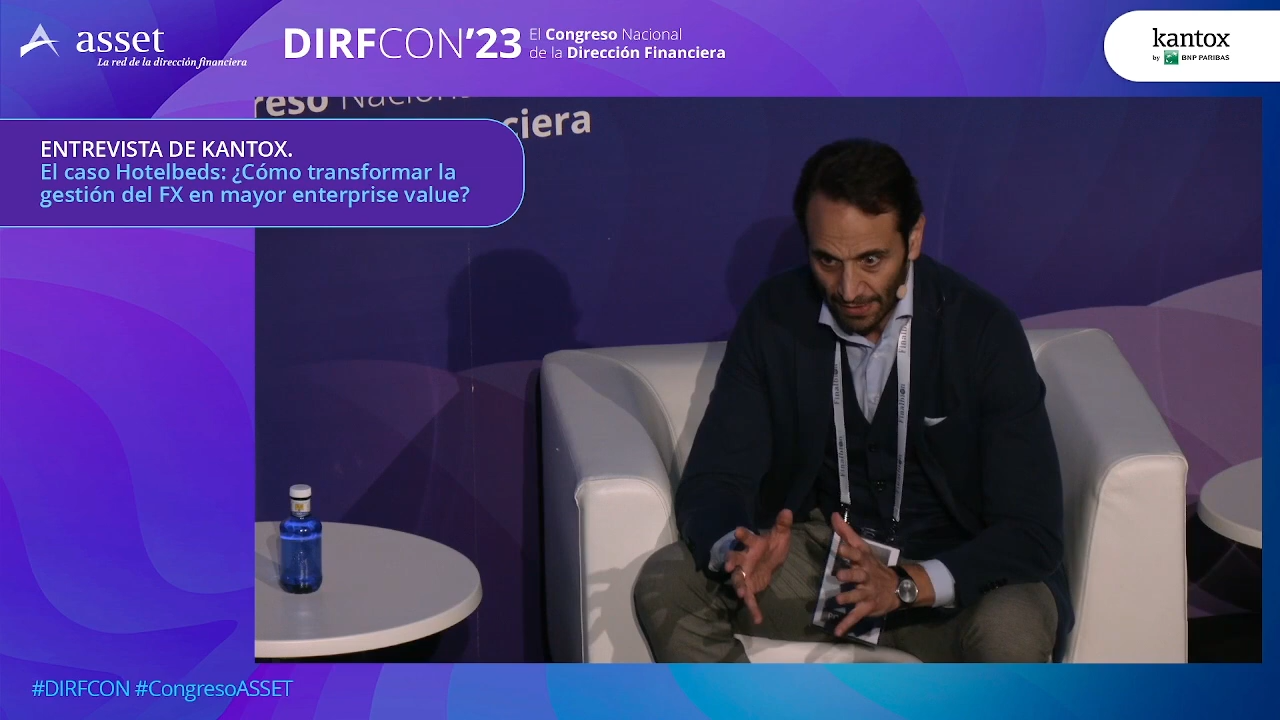 asset
La red de la dirección financiera
DIRFCON'23
El Congreso Nacional
de la Dirección Financiera
kantox
by BNP PARIBAS
reso Nacion
ciera
ENTREVISTA DE KANTOX.
El caso Hotelbeds: ¿Cómo transformar la
gestión del FX en mayor enterprise value?
#DIRFCON #CongresoASSET